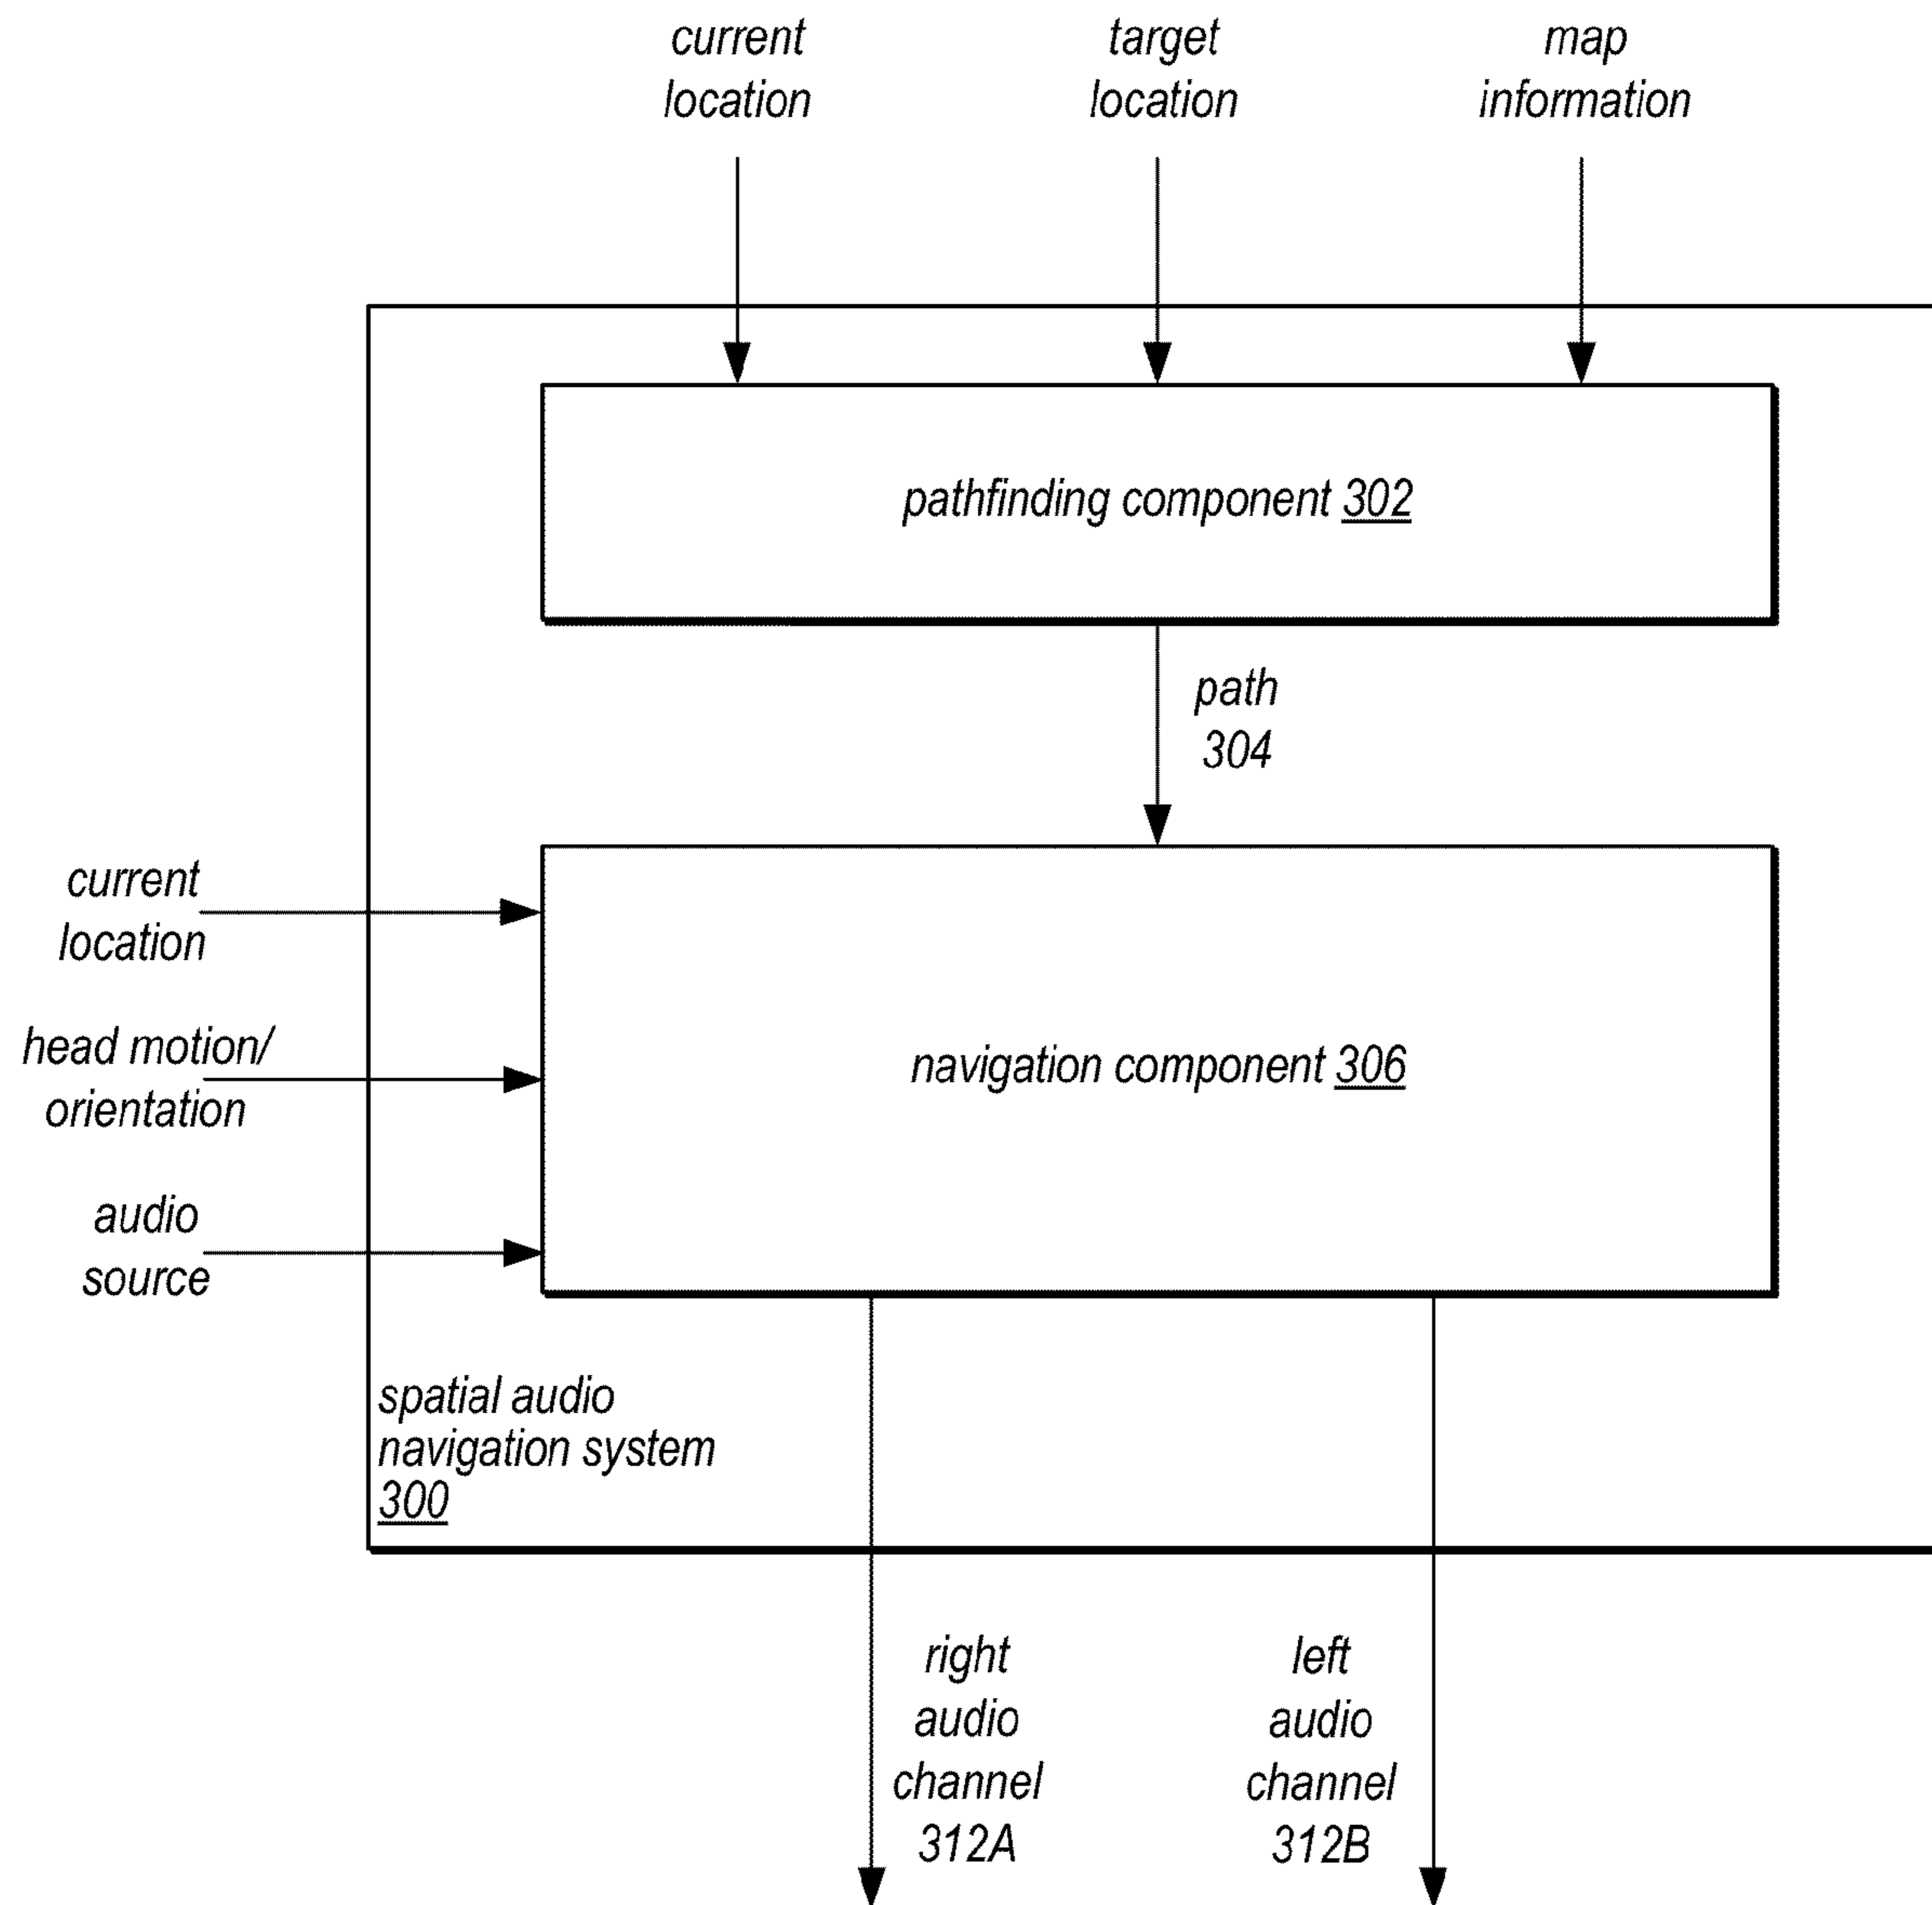 current
location
target
location
map
information
pathfinding component 302
path
304
current
location
head motion/
orientation
audio
source
navigation component 306
spatial audio
navigation system
300
right
audio
channel
312A
left
audio
channel
312B